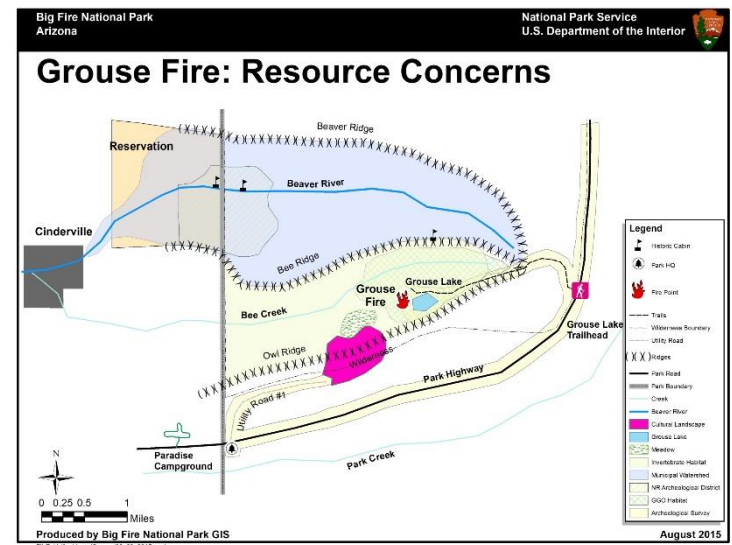 Big Fire National Park
Arizona
National Park Service
U.S. Department of the Interior
Grouse Fire: Resource Concerns
Beaver Ridge
Reservation
Beaver River
Cinderville
Bee Ridge
Grouse Lake
Grouse
Fire
Bee Creek
Grouse Lake
Trailhead
Owl Ridge
Wilderness
Park Highway
Utility Road #1
Paradise
Campground
Park Creek
N
0 0.25 0.5 1
Miles
Legend
Historic Cabin
Park HQ
Fire Point
Trails
Wilderness Boundary
Utility Road
Ridges
Park Road
Park Boundary
Creek
Beaver River
Cultural Landscape
Grouse Lake
Meadow
Invertebrate Habitat
Municipal Watershed
NR Archeological District
GGO Habitat
Archeological Survey
Produced by Big Fire National Park GIS
August 2015